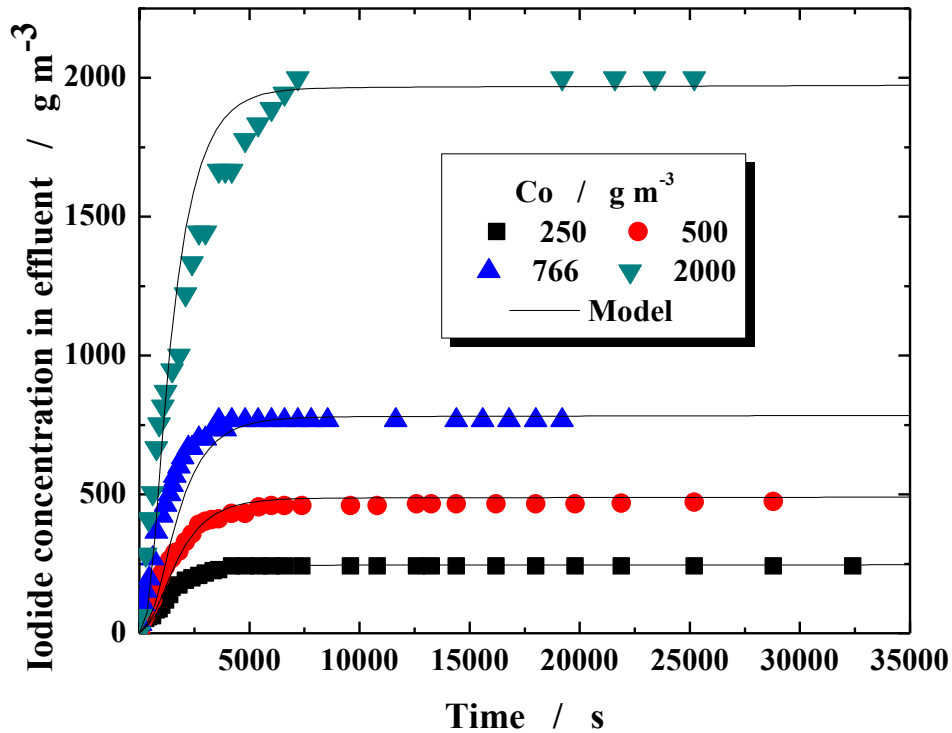 Iodide concentration in effluent / g m⁻³
2000
1500
1000
500
0
Co / g m⁻³
250 500
766 2000
Model
5000 10000 15000 20000 25000 30000 35000
Time / s